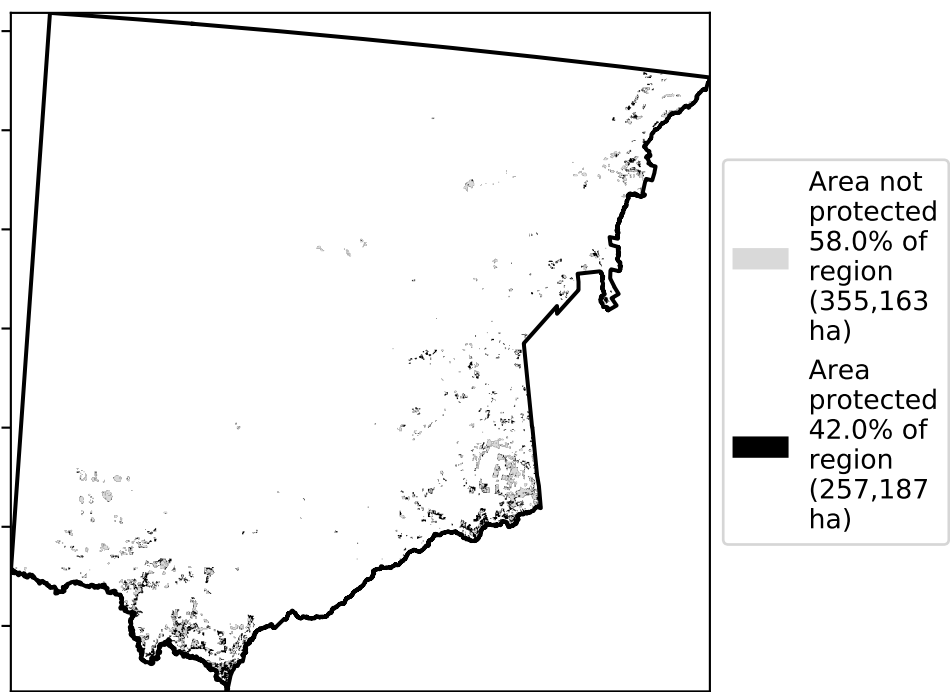 Area not
protected
58.0% of
region
(355,163
ha)
Area
protected
42.0% of
region
(257,187
ha)